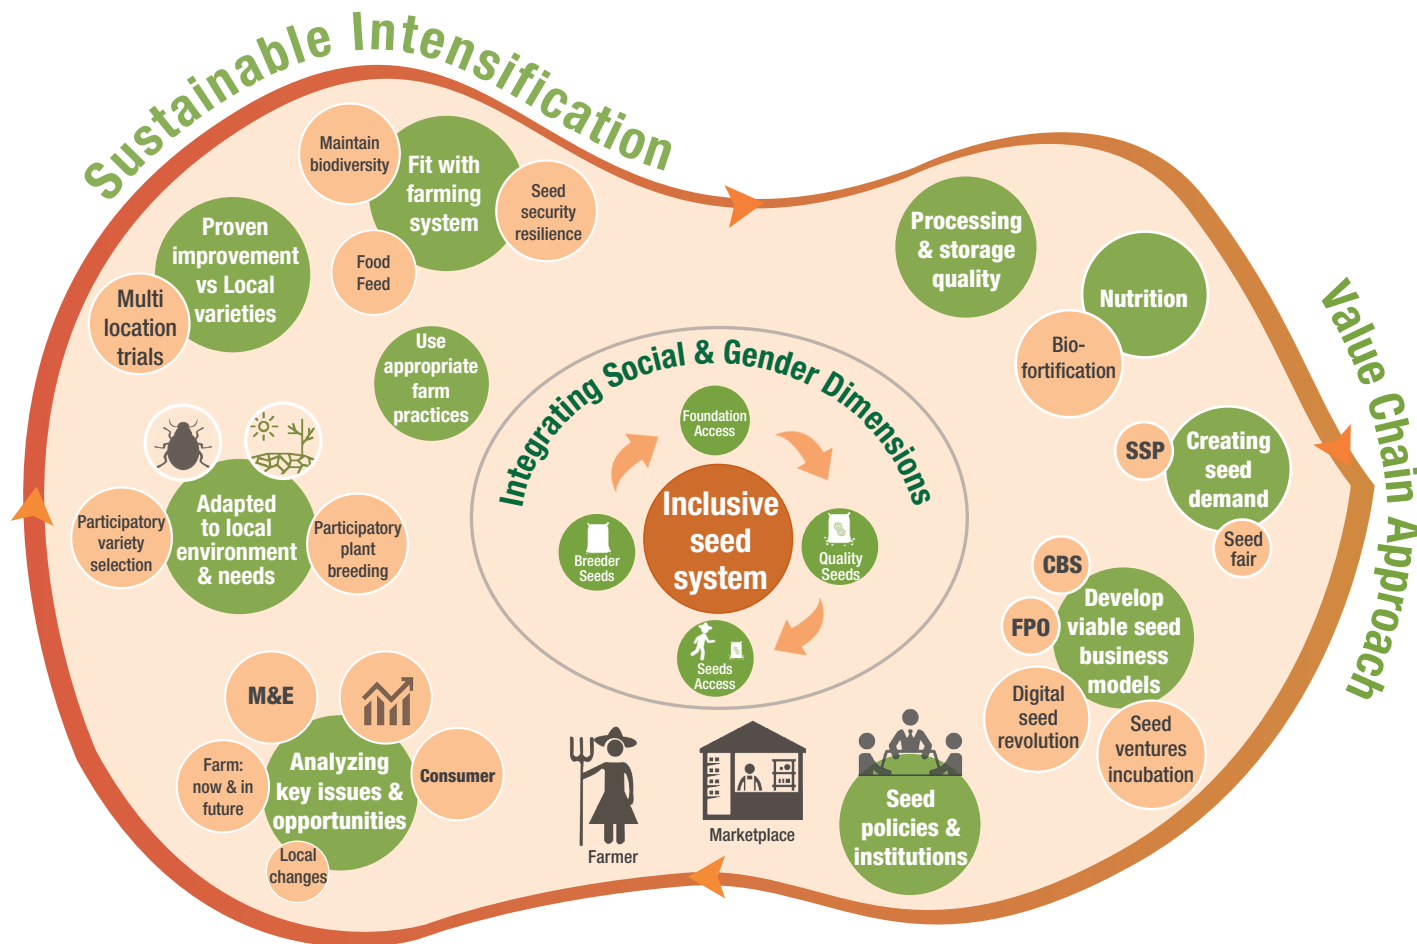 Sustainable Intensification
Maintain
biodiversity
Fit with
farming
system
Seed
security
resilience
Food
Feed
Proven
improvement
vs Local
varieties
Multi
location
trials
Use
appropriate
farm
practices
Adapted
to local
environment
& needs
Participatory
variety
selection
Participatory
plant
breeding
M&E
Analyzing
key issues &
opportunities
Farm:
now & in
future
Consumer
Local
changes
Integrating Social & Gender Dimensions
Foundation
Access
Inclusive
seed
system
Breeder
Seeds
Quality
Seeds
Seeds
Access
Farmer
Marketplace
Value Chain Approach
Processing
& storage
quality
Nutrition
Bio-
fortification
SSP
Creating
seed
demand
Seed
fair
CBS
FPO
Develop
viable seed
business
models
Digital
seed
revolution
Seed
ventures
incubation
Seed
policies &
institutions